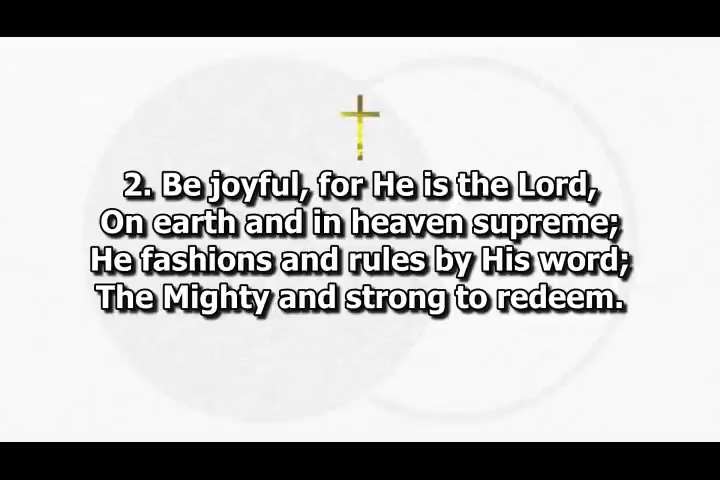 2. Be joyful, for He is the Lord,
On earth and in heaven supreme;
He fashions and rules by His word;
The Mighty and strong to redeem.